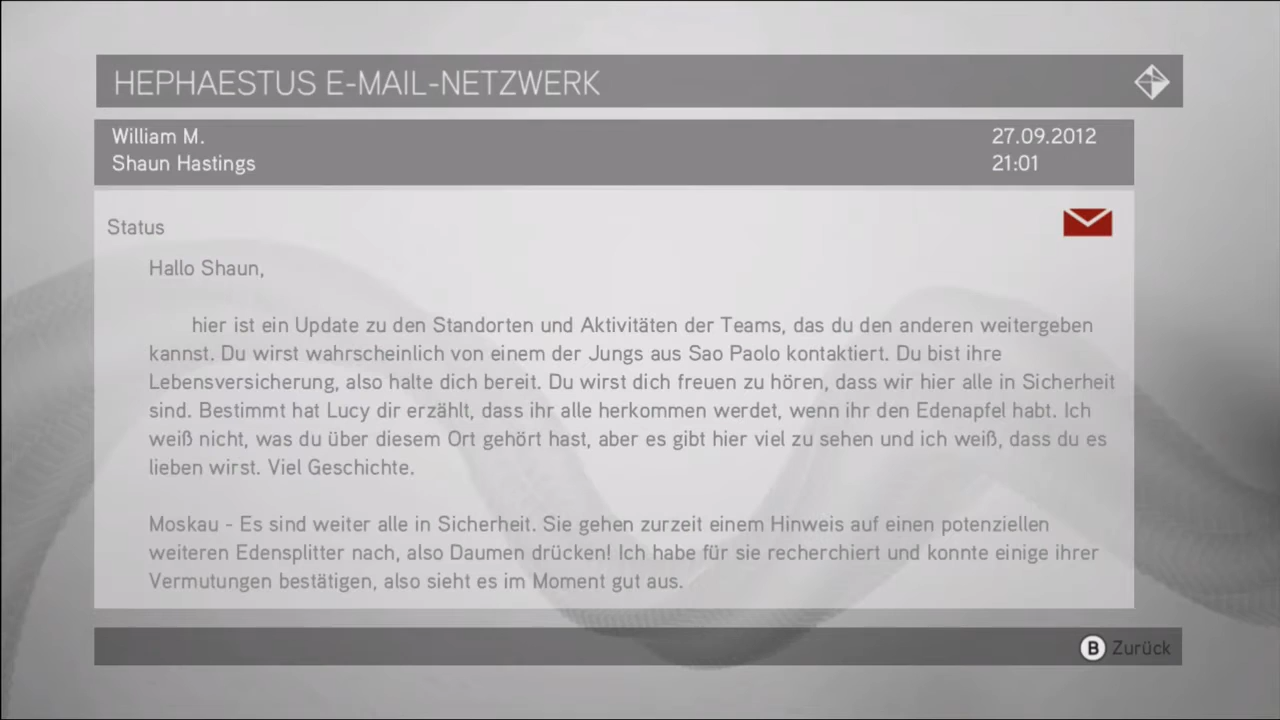 HEPHAESTUS E-MAIL-NETZWERK
William M.
27.09.2012
Shaun Hastings
21:01
Status
Hallo Shaun,
hier ist ein Update zu den Standorten und Aktivitäten der Teams, das du den anderen weitergeben
kannst. Du wirst wahrscheinlich von einem der Jungs aus Sao Paolo kontaktiert. Du bist ihre
Lebensversicherung, also halte dich bereit. Du wirst dich freuen zu hören, dass wir hier alle in Sicherheit
sind. Bestimmt hat Lucy dir erzählt, dass ihr alle herkommen werdet, wenn ihr den Edenapfel habt. Ich
weiß nicht, was du über diesem Ort gehört hast, aber es gibt hier viel zu sehen und ich weiß, dass du es
lieben wirst. Viel Geschichte.
Moskau - Es sind weiter alle in Sicherheit. Sie gehen zurzeit einem Hinweis auf einen potenziellen
weiteren Edensplitter nach, also Daumen drücken! Ich habe für sie recherchiert und konnte einige ihrer
Vermutungen bestätigen, also sieht es im Moment gut aus.
B Zurück